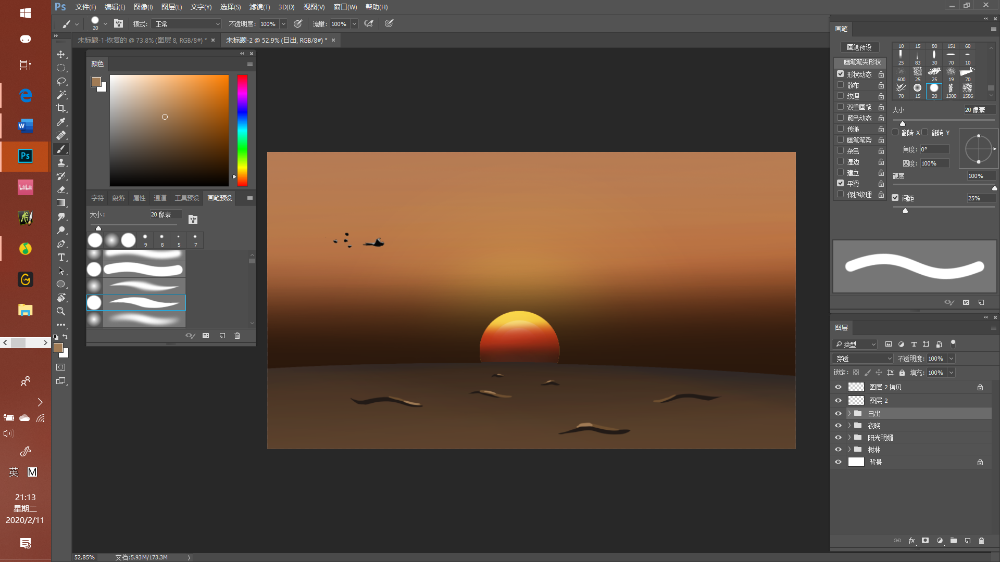 Ps 文件(F) 编辑(E) 图像(I) 图层(L) 文字(Y) 选择(S) 滤镜(T) 3D(D) 视图(V) 窗口(W) 帮助(H)
20 模式: 正常 不透明度: 100% 流量: 100%
未标题-1-恢复的 @ 73.8% (图层 8, RGB/8#) * ×
未标题-2 @ 52.9% (日出, RGB/8#) * ×
颜色
字符 段落 属性 通道 工具预设 画笔预设
大小: 20 像素
9 8 5 7
画笔
画笔预设
画笔笔尖形状
形状动态
散布
纹理
双重画笔
颜色动态
传递
画笔笔势
杂色
湿边
建立
平滑
保护纹理
10 15 80 151 60
25 83 30 70 10
600 25 25 19 70
70 15 20 1300 1586
大小 20 像素
翻转 X 翻转 Y
角度: 0°
圆度: 100%
硬度 100%
间距 25%
图层
类型
穿透 不透明度: 100%
锁定: 填充: 100%
图层 2 拷贝
图层 2
日出
夜晚
阳光明媚
树林
背景
52.85% 文档:5.93M/173.3M
W
Ps
英 M
21:13
星期二
2020/2/11